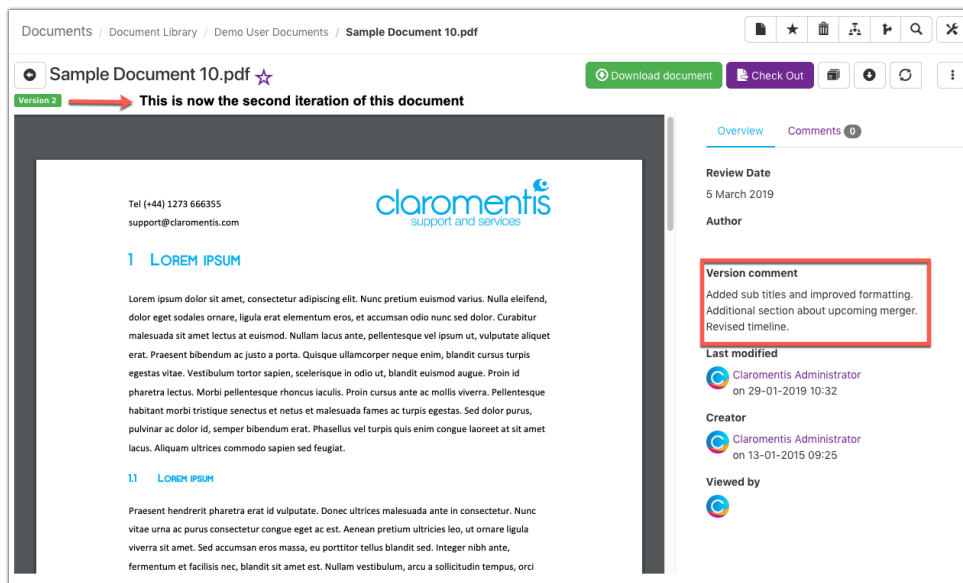 Documents / Document Library / Demo User Documents / Sample Document 10.pdf
Sample Document 10.pdf
Download document
Check Out
Version 2
This is now the second iteration of this document
Overview
Comments 0
Tel (+44) 1273 666355
support@claromentis.com
claromentis
support and services
1 LOREM IPSUM
Lorem ipsum dolor sit amet, consectetur adipiscing elit. Nunc pretium euismod varius. Nulla eleifend,
dolor eget sodales ornare, ligula erat elementum eros, et accumsan odio nunc sed dolor. Curabitur
malesuada sit amet lectus at euismod. Nullam lacus ante, pellentesque vel ipsum ut, vulputate aliquet
erat. Praesent bibendum ac justo a porta. Quisque ullamcorper neque enim, blandit cursus turpis
egestas vitae. Vestibulum tortor sapien, scelerisque in odio ut, blandit euismod augue. Proin id
pharetra lectus. Morbi pellentesque rhoncus iaculis. Proin cursus ante ac mollis viverra. Pellentesque
habitant morbi tristique senectus et netus et malesuada fames ac turpis egestas. Sed dolor purus,
pulvinar ac dolor id, semper bibendum erat. Phasellus vel turpis quis enim congue laoreet at sit amet
lacus. Aliquam ultrices commodo sapien sed feugiat.
1.1 LOREM IPSUM
Praesent hendrerit pharetra erat id vulputate. Donec ultrices malesuada ante in consectetur. Nunc
vitae urna ac purus consectetur congue eget ac est. Aenean pretium ultricies leo, ut ornare ligula
viverra sit amet. Sed accumsan eros massa, eu porttitor tellus blandit sed. Integer nibh ante,
fermentum et facilisis nec, blandit sit amet est. Nullam vestibulum, arcu a sollicitudin tempus, orci
Review Date
5 March 2019
Author
Version comment
Added sub titles and improved formatting.
Additional section about upcoming merger.
Revised timeline.
Last modified
Claromentis Administrator
on 29-01-2019 10:32
Creator
Claromentis Administrator
on 13-01-2015 09:25
Viewed by